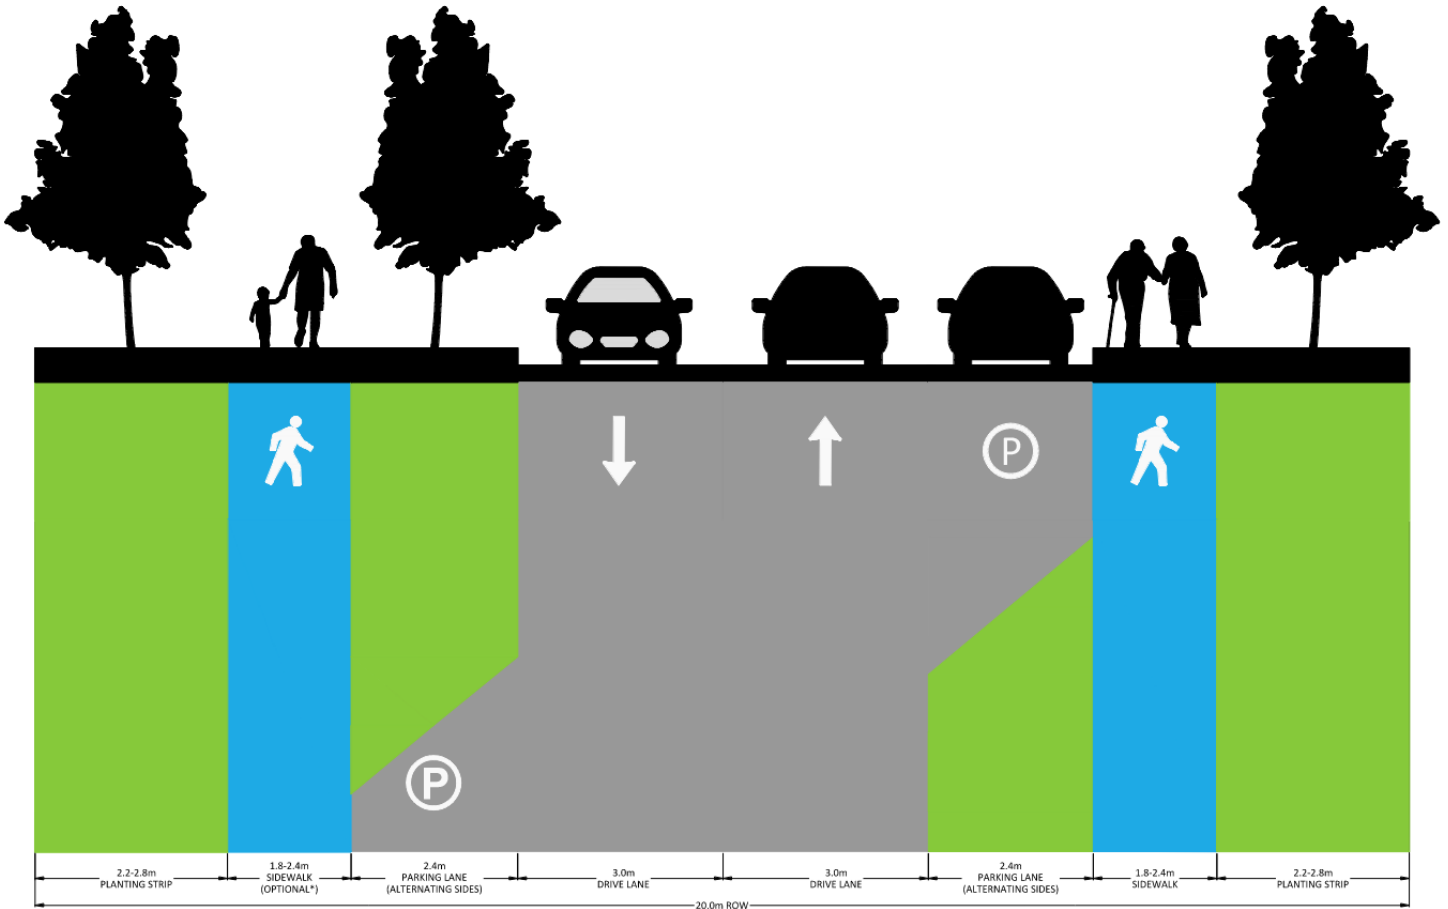 P
P
2.2-2.8m
PLANTING STRIP
1.8-2.4m
SIDEWALK
(OPTIONAL*)
2.4m
PARKING LANE
(ALTERNATING SIDES)
3.0m
DRIVE LANE
3.0m
DRIVE LANE
2.4m
PARKING LANE
(ALTERNATING SIDES)
1.8-2.4m
SIDEWALK
2.2-2.8m
PLANTING STRIP
20.0m ROW